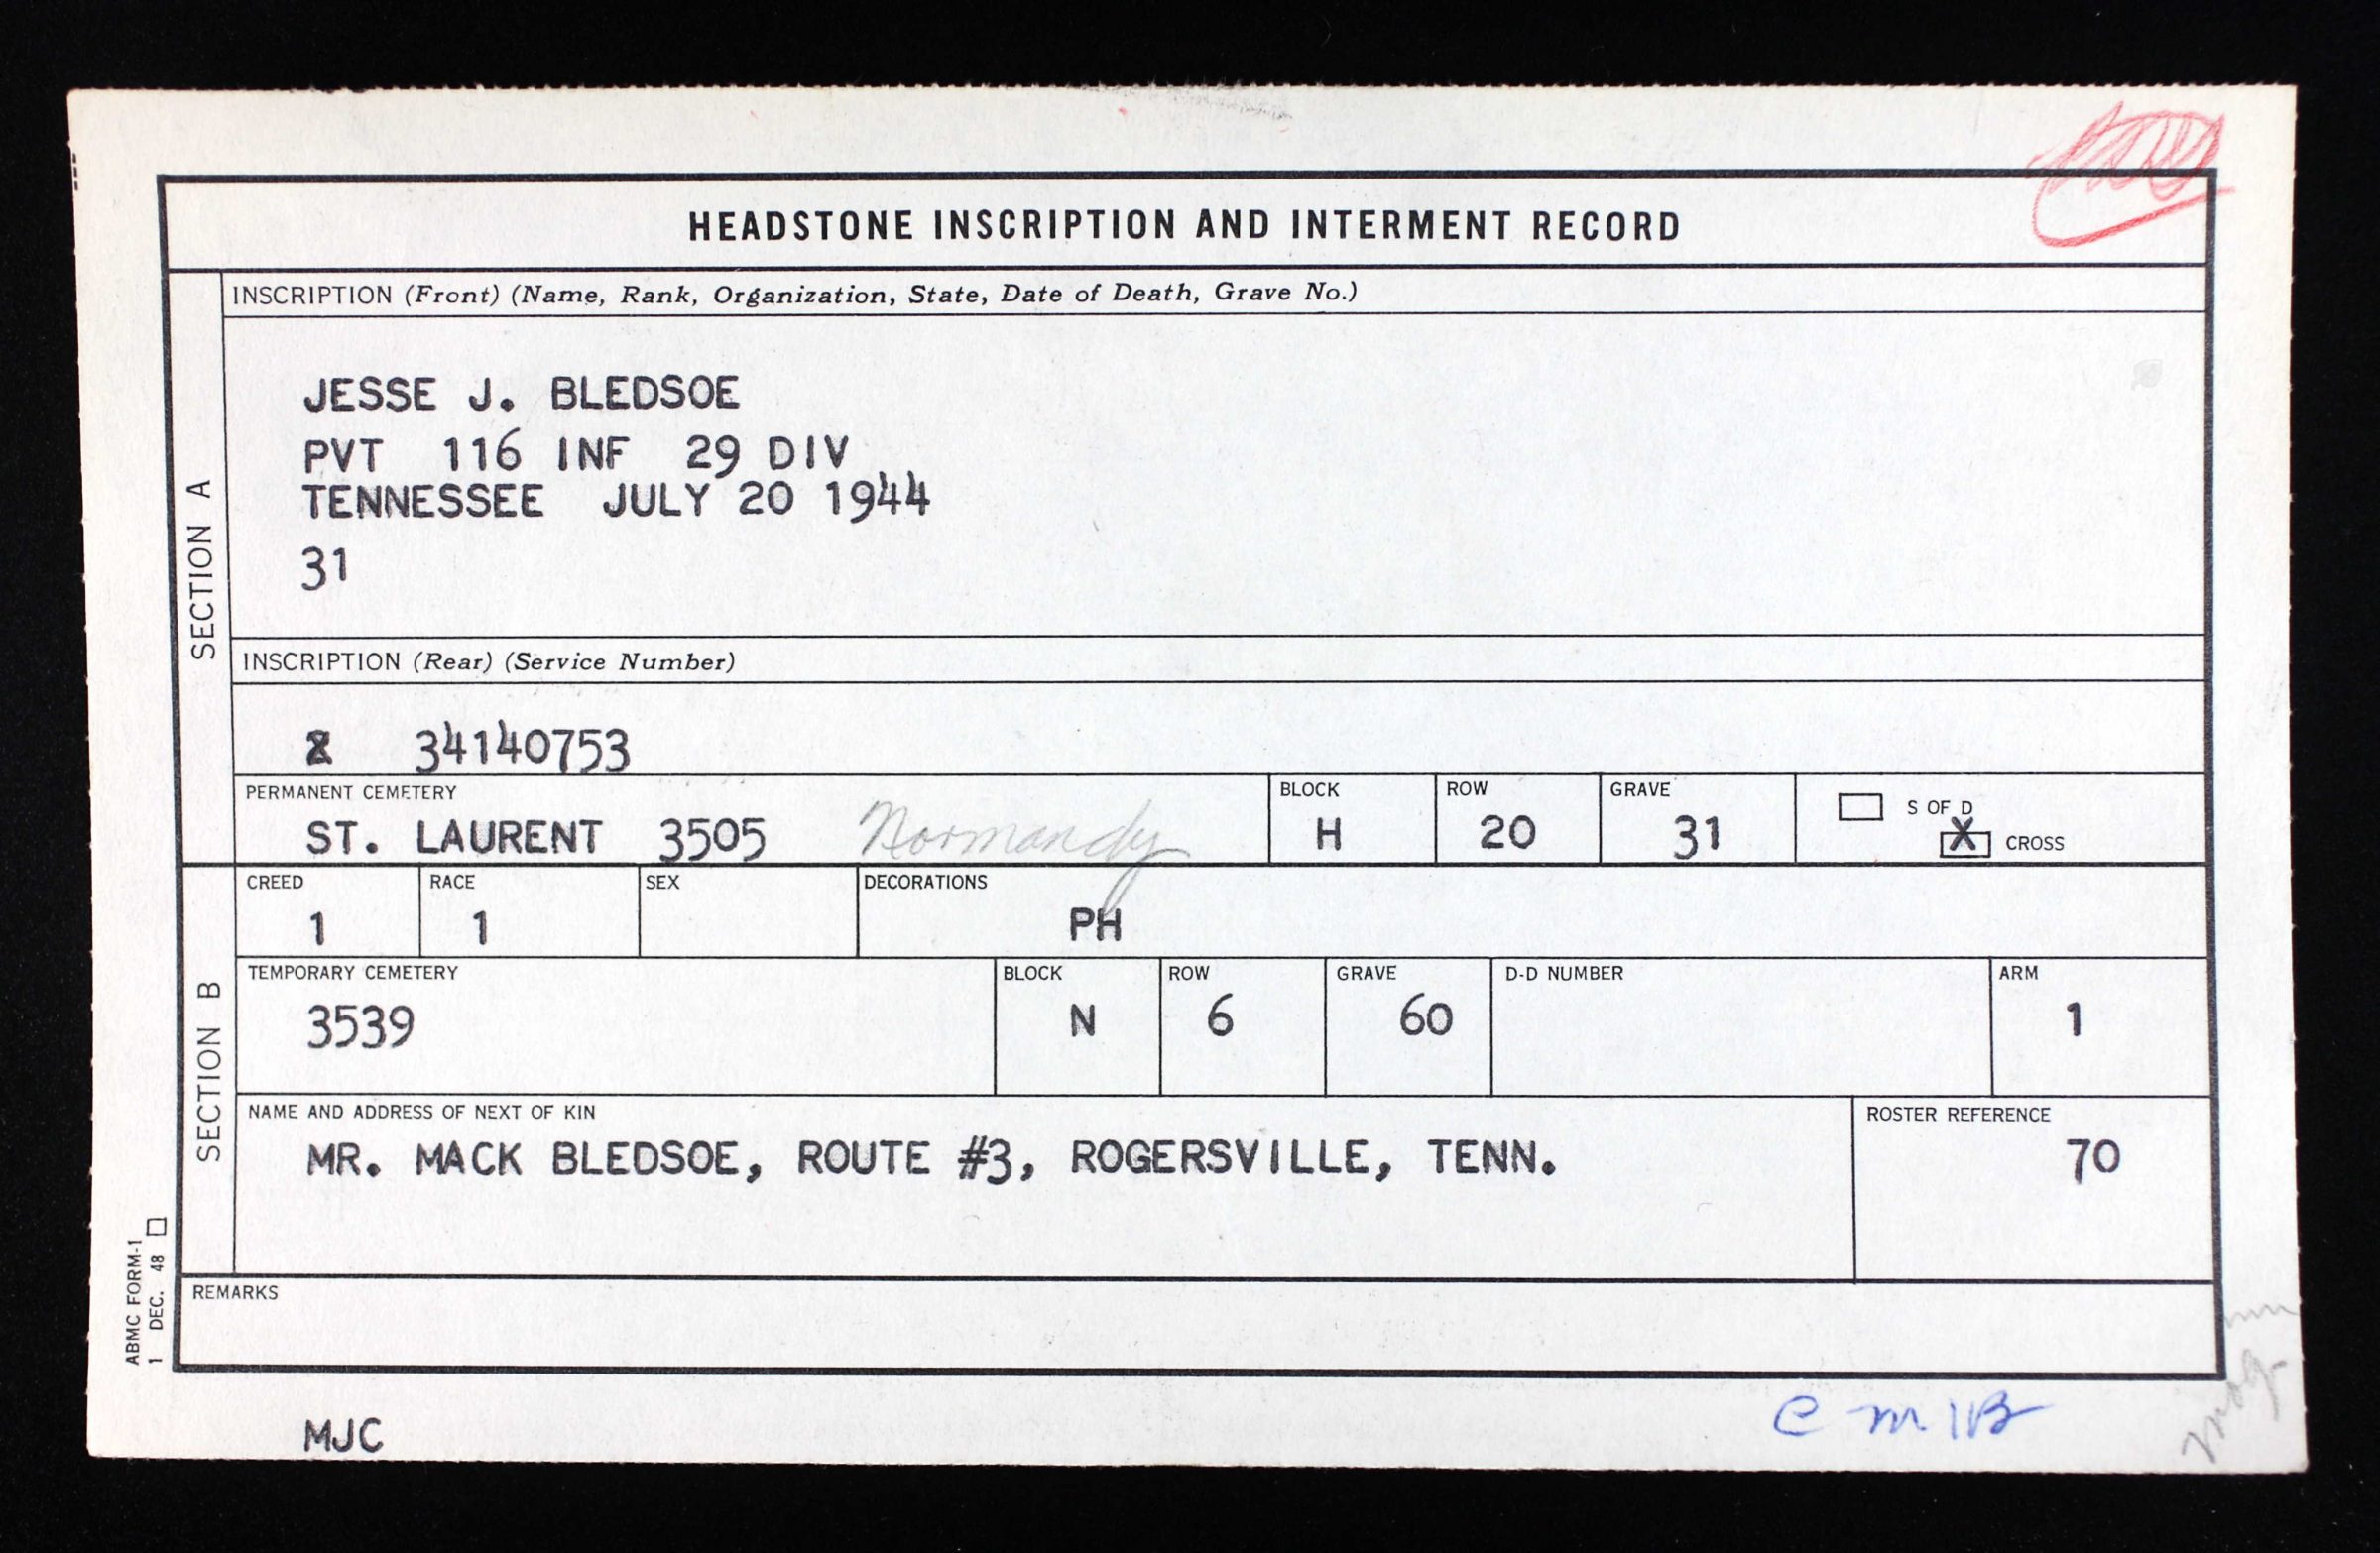 HEADSTONE INSCRIPTION AND INTERMENT RECORD
SECTION A
INSCRIPTION (Front) (Name, Rank, Organization, State, Date of Death, Grave No.)
JESSE J. BLEDSOE
PVT 116 INF 29 DIV
TENNESSEE JULY 20 1944
31
INSCRIPTION (Rear) (Service Number)
34140753
PERMANENT CEMETERY BLOCK ROW GRAVE
ST. LAURENT 3505 Normandy H 20 31
S OF D
X CROSS
SECTION B
CREED RACE SEX DECORATIONS
1 1 PH
TEMPORARY CEMETERY BLOCK ROW GRAVE D-D NUMBER ARM
3539 N 6 60 1
NAME AND ADDRESS OF NEXT OF KIN ROSTER REFERENCE
MR. MACK BLEDSOE, ROUTE #3, ROGERSVILLE, TENN. 70
REMARKS
ABMC FORM-1
1 DEC. 48
MJC